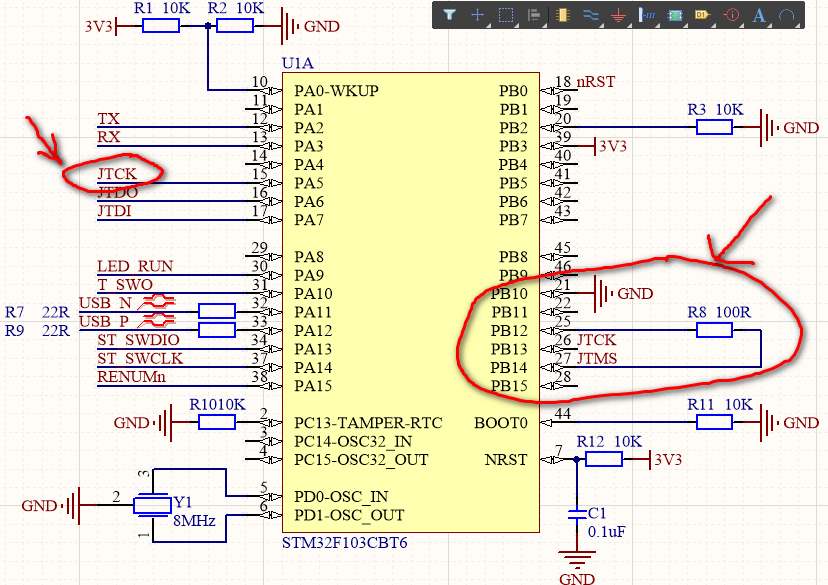 R1 10K R2 10K
3V3 GND
U1A
10 PA0-WKUP PB0 18 nRST
11 PA1 PB1 19
TX 12 PA2 PB2 20 R3 10K GND
RX 13 PA3 PB3 39 3V3
14 PA4 PB4 40
JTCK 15 PA5 PB5 41
JTDO 16 PA6 PB6 42
JTDI 17 PA7 PB7 43
29 PA8 PB8 45
LED_RUN 30 PA9 PB9 46
T_SWO 31 PA10 PB10 21 GND
R7 22R USB_N 32 PA11 PB11 22
R9 22R USB_P 33 PA12 PB12 25 R8 100R
ST_SWDIO 34 PA13 PB13 26 JTCK
ST_SWCLK 37 PA14 PB14 27 JTMS
RENUMn 38 PA15 PB15 28
R1010K
GND 2 PC13-TAMPER-RTC BOOT0 44 R11 10K GND
3 PC14-OSC32_IN
4 PC15-OSC32_OUT NRST 7 R12 10K 3V3
3
5 PD0-OSC_IN
GND 2 Y1 6 PD1-OSC_OUT C1
8MHz 0.1uF
1
STM32F103CBT6
GND